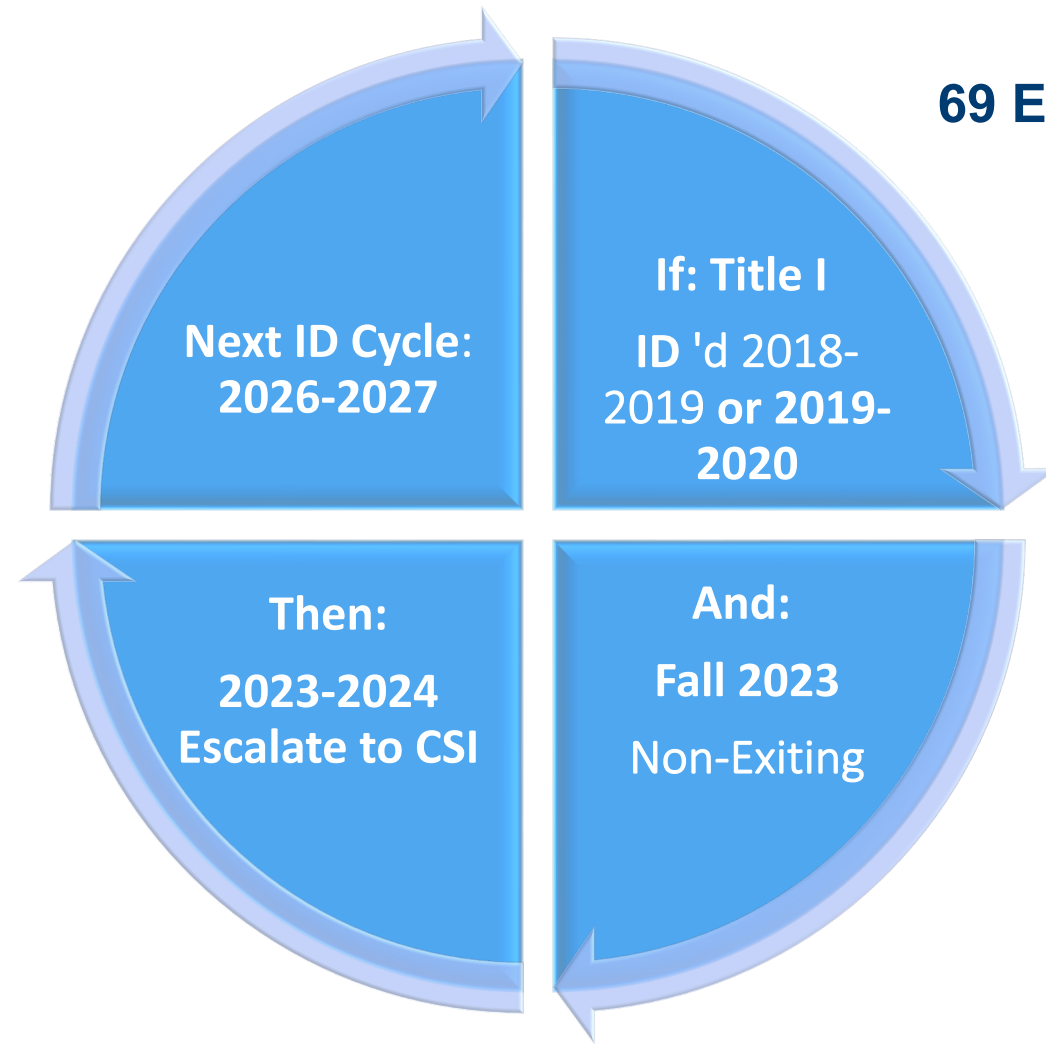 69 E
If: Title I
ID 'd 2018-
2019 or 2019-
2020
And:
Fall 2023
Non-Exiting
Then:
2023-2024
Escalate to CSI
Next ID Cycle:
2026-2027